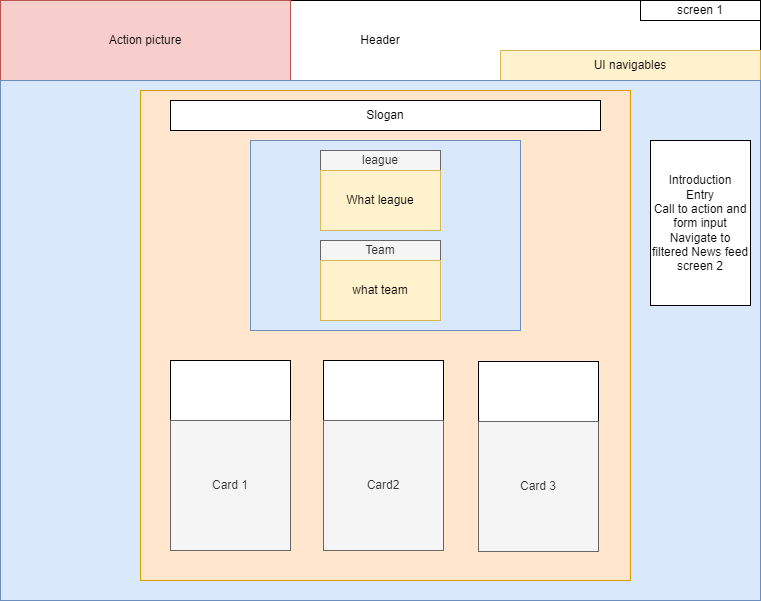 screen 1
Action picture
Header
UI navigables
Slogan
league
What league
Team
what team
Introduction
Entry
Call to action and
form input
Navigate to
filtered News feed
screen 2
Card 1
Card2
Card 3